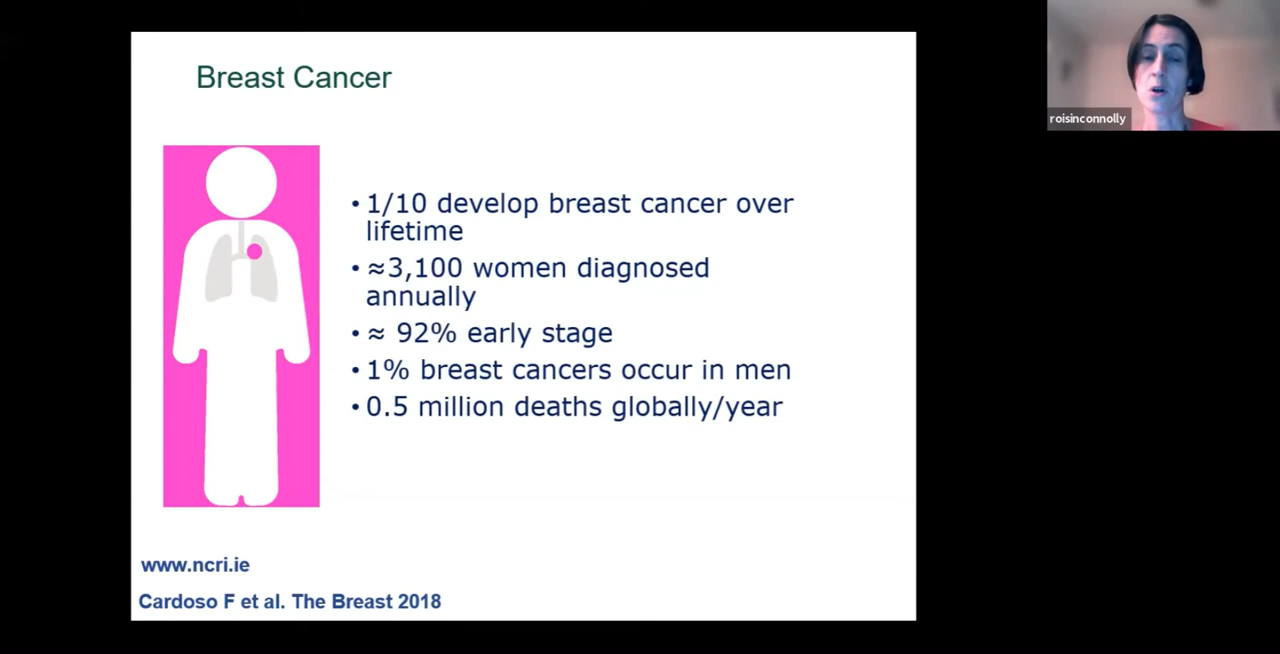 Breast Cancer
• 1/10 develop breast cancer over
lifetime
• ≈3,100 women diagnosed
annually
• ≈ 92% early stage
• 1% breast cancers occur in men
• 0.5 million deaths globally/year
www.ncri.ie
Cardoso F et al. The Breast 2018
roisinconnolly